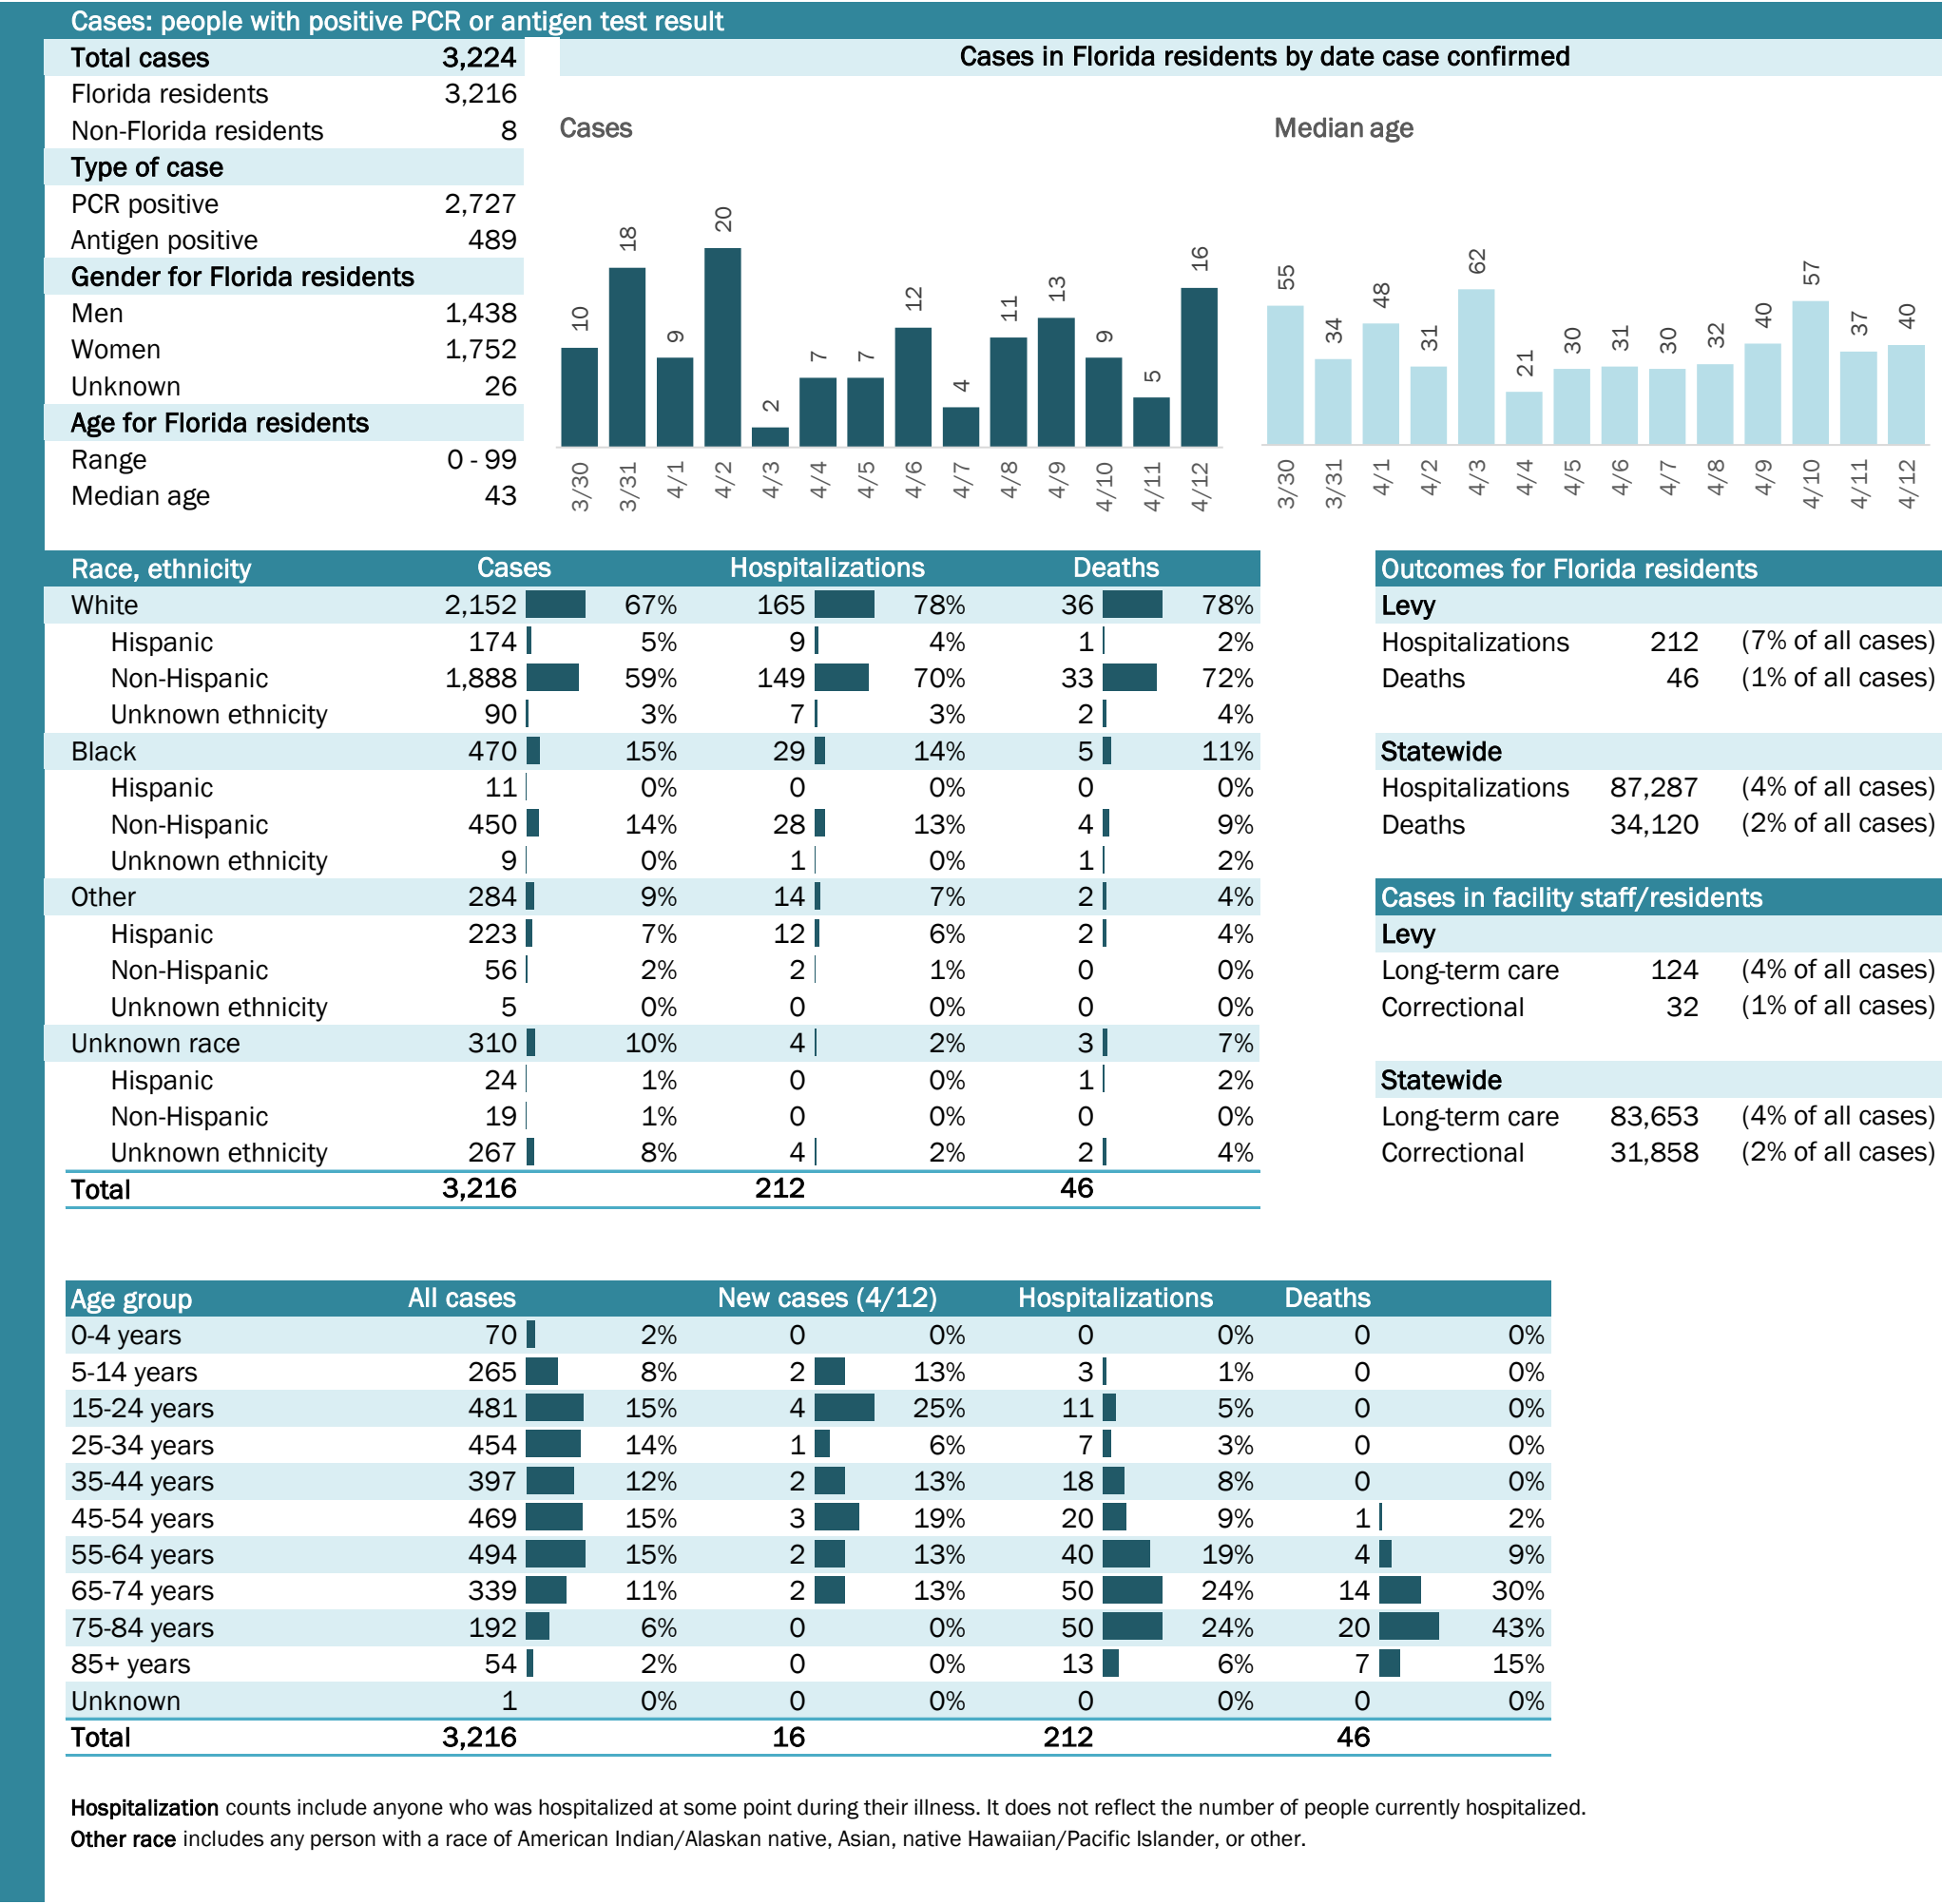 Cases: people with positive PCR or antigen test result
Total cases 3,224
Florida residents 3,216
Non-Florida residents 8
Type of case
PCR positive 2,727
Antigen positive 489
Gender for Florida residents
Men 1,438
Women 1,752
Unknown 26
Age for Florida residents
Range 0 - 99
Median age 43
Cases in Florida residents by date case confirmed
Cases
10 18 9 20 2 7 7 12 4 11 13 9 5 16
3/30 3/31 4/1 4/2 4/3 4/4 4/5 4/6 4/7 4/8 4/9 4/10 4/11 4/12
Median age
55 34 48 31 62 21 30 31 30 32 40 57 37 40
3/30 3/31 4/1 4/2 4/3 4/4 4/5 4/6 4/7 4/8 4/9 4/10 4/11 4/12
Race, ethnicity Cases Hospitalizations Deaths
White 2,152 67% 165 78% 36 78%
Hispanic 174 5% 9 4% 1 2%
Non-Hispanic 1,888 59% 149 70% 33 72%
Unknown ethnicity 90 3% 7 3% 2 4%
Black 470 15% 29 14% 5 11%
Hispanic 11 0% 0 0% 0 0%
Non-Hispanic 450 14% 28 13% 4 9%
Unknown ethnicity 9 0% 1 0% 1 2%
Other 284 9% 14 7% 2 4%
Hispanic 223 7% 12 6% 2 4%
Non-Hispanic 56 2% 2 1% 0 0%
Unknown ethnicity 5 0% 0 0% 0 0%
Unknown race 310 10% 4 2% 3 7%
Hispanic 24 1% 0 0% 1 2%
Non-Hispanic 19 1% 0 0% 0 0%
Unknown ethnicity 267 8% 4 2% 2 4%
Total 3,216 212 46
Outcomes for Florida residents
Levy
Hospitalizations 212 (7% of all cases)
Deaths 46 (1% of all cases)
Statewide
Hospitalizations 87,287 (4% of all cases)
Deaths 34,120 (2% of all cases)
Cases in facility staff/residents
Levy
Long-term care 124 (4% of all cases)
Correctional 32 (1% of all cases)
Statewide
Long-term care 83,653 (4% of all cases)
Correctional 31,858 (2% of all cases)
Age group All cases New cases (4/12) Hospitalizations Deaths
0-4 years 70 2% 0 0% 0 0% 0 0%
5-14 years 265 8% 2 13% 3 1% 0 0%
15-24 years 481 15% 4 25% 11 5% 0 0%
25-34 years 454 14% 1 6% 7 3% 0 0%
35-44 years 397 12% 2 13% 18 8% 0 0%
45-54 years 469 15% 3 19% 20 9% 1 2%
55-64 years 494 15% 2 13% 40 19% 4 9%
65-74 years 339 11% 2 13% 50 24% 14 30%
75-84 years 192 6% 0 0% 50 24% 20 43%
85+ years 54 2% 0 0% 13 6% 7 15%
Unknown 1 0% 0 0% 0 0% 0 0%
Total 3,216 16 212 46
Hospitalization counts include anyone who was hospitalized at some point during their illness. It does not reflect the number of people currently hospitalized.
Other race includes any person with a race of American Indian/Alaskan native, Asian, native Hawaiian/Pacific Islander, or other.